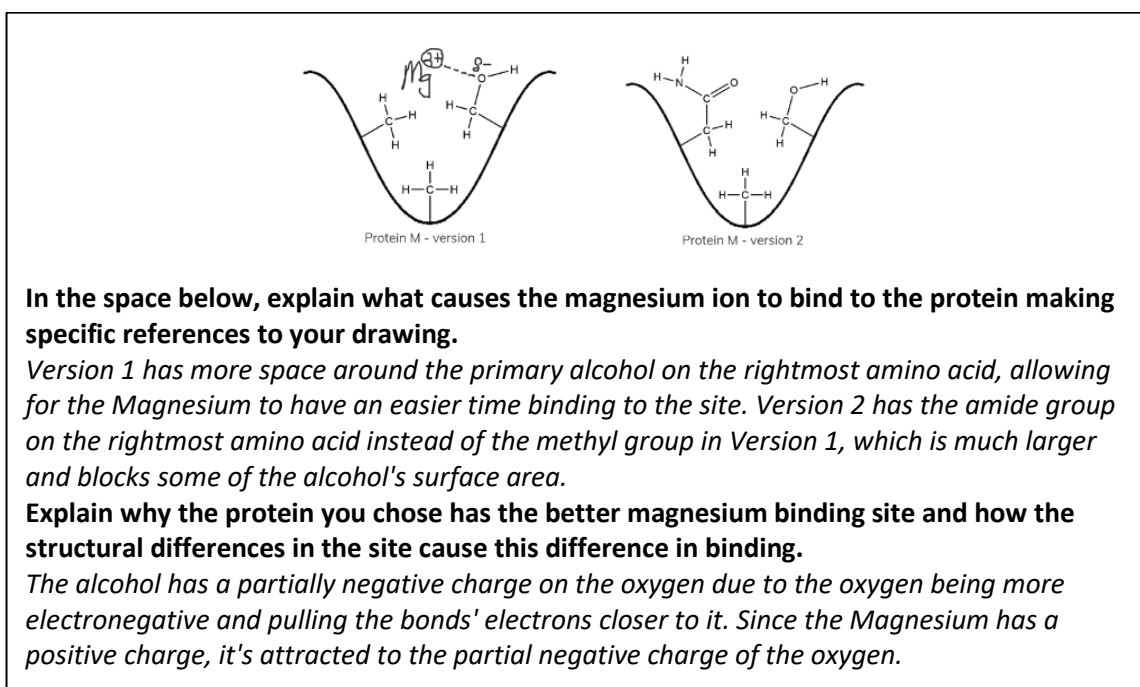 Mg 2+ δ- O H
H H C H H C H
H H C H
Protein M - version 1
H H N C O O H
C H H H C H
H H C H
Protein M - version 2
In the space below, explain what causes the magnesium ion to bind to the protein making
specific references to your drawing.
Version 1 has more space around the primary alcohol on the rightmost amino acid, allowing
for the Magnesium to have an easier time binding to the site. Version 2 has the amide group
on the rightmost amino acid instead of the methyl group in Version 1, which is much larger
and blocks some of the alcohol's surface area.
Explain why the protein you chose has the better magnesium binding site and how the
structural differences in the site cause this difference in binding.
The alcohol has a partially negative charge on the oxygen due to the oxygen being more
electronegative and pulling the bonds' electrons closer to it. Since the Magnesium has a
positive charge, it's attracted to the partial negative charge of the oxygen.